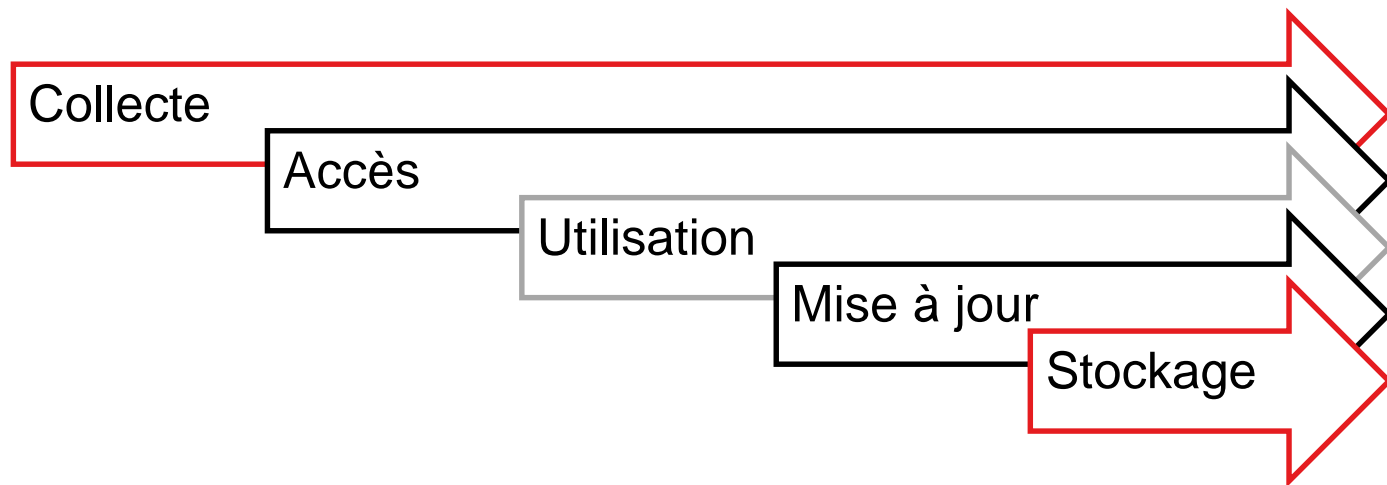 Collecte
Accès
Utilisation
Mise à jour
Stockage